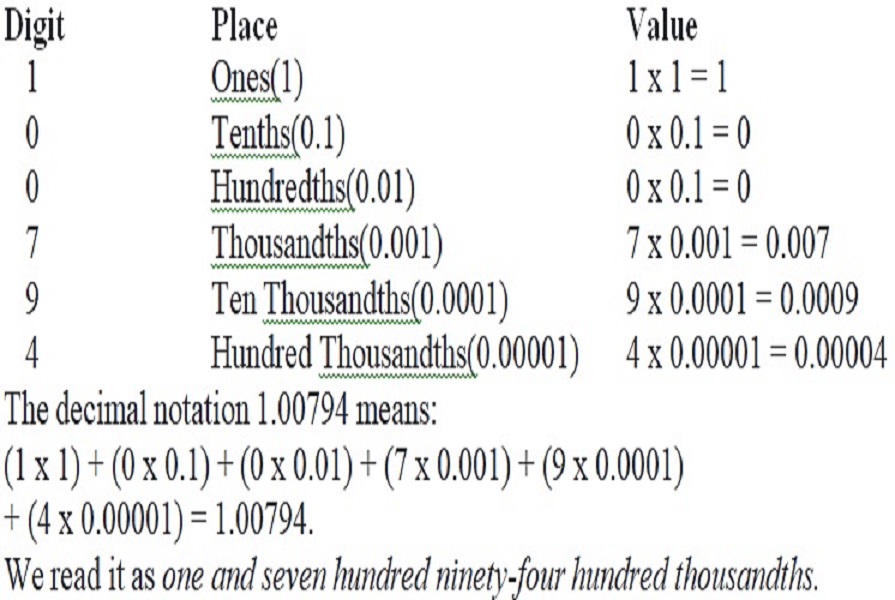 Digit Place Value
1 Ones(1) 1 x 1 = 1
0 Tenths(0.1) 0 x 0.1 = 0
0 Hundredths(0.01) 0 x 0.1 = 0
7 Thousandths(0.001) 7 x 0.001 = 0.007
9 Ten Thousandths(0.0001) 9 x 0.0001 = 0.0009
4 Hundred Thousandths(0.00001) 4 x 0.00001 = 0.00004
The decimal notation 1.00794 means:
(1 x 1) + (0 x 0.1) + (0 x 0.01) + (7 x 0.001) + (9 x 0.0001)
+ (4 x 0.00001) = 1.00794.
We read it as one and seven hundred ninety-four hundred thousandths.